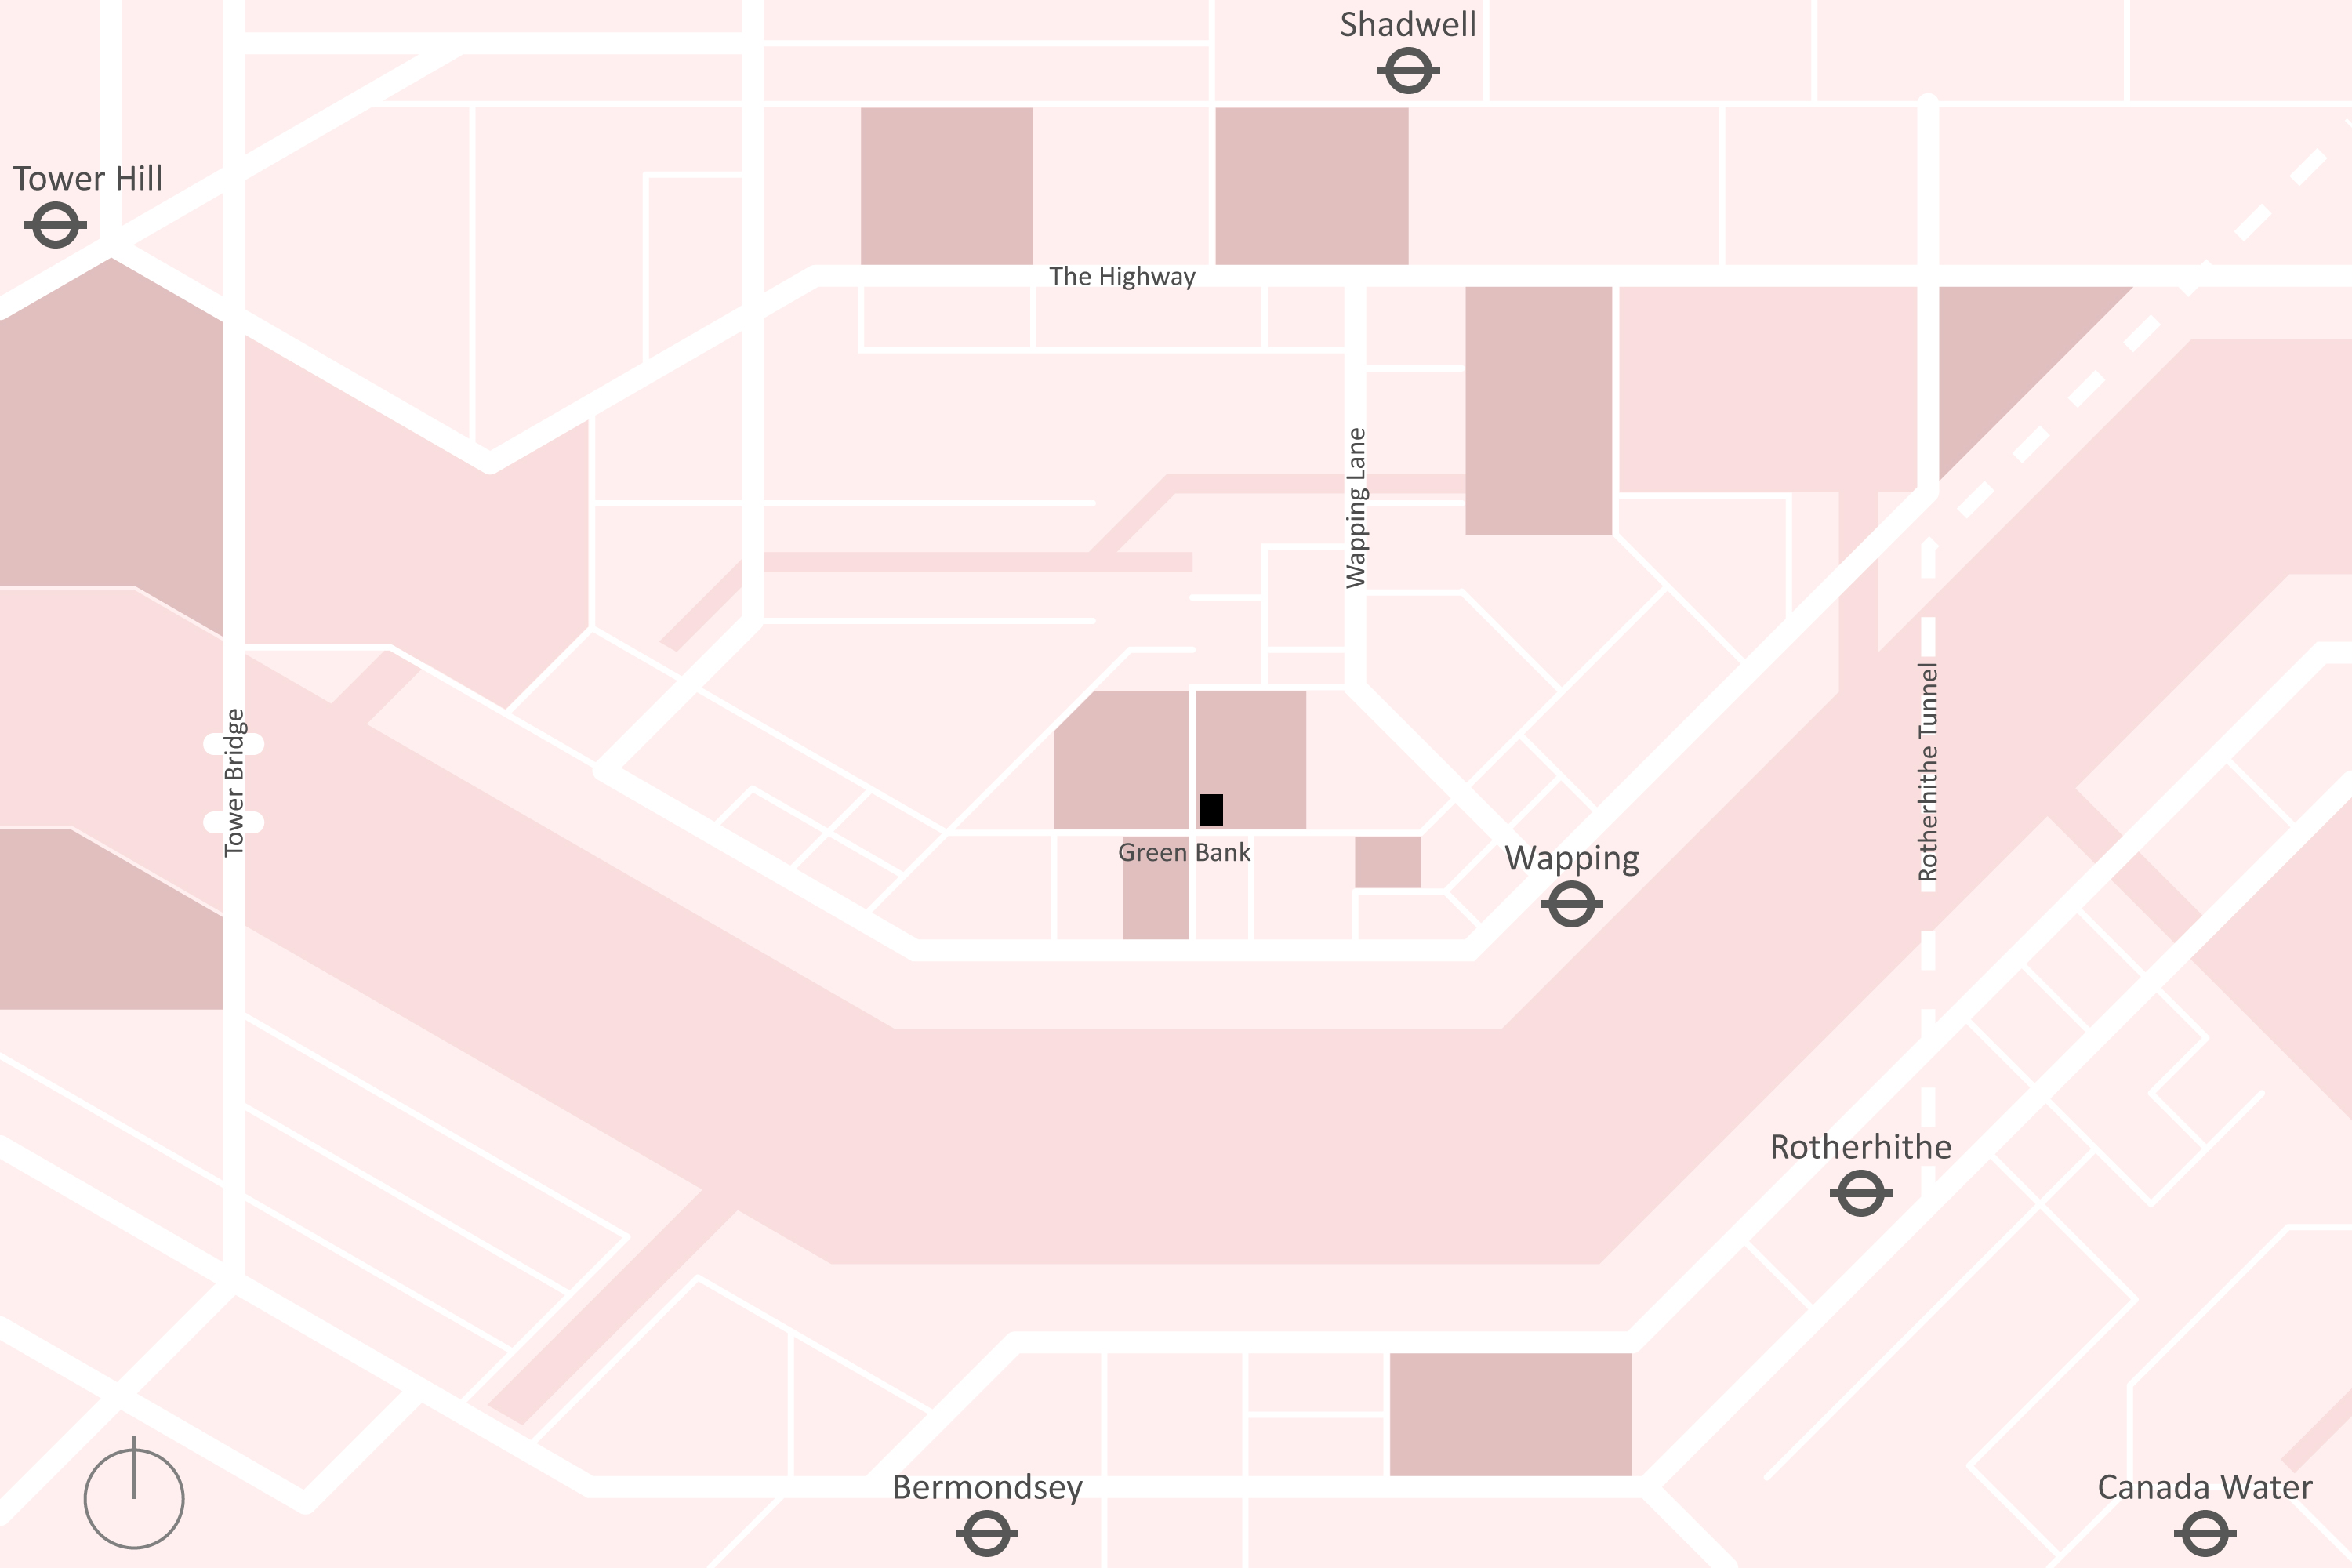 Shadwell
Tower Hill
The Highway
Wapping Lane
Rotherhithe Tunnel
Tower Bridge
Green Bank
Wapping
Rotherhithe
Bermondsey
Canada Water